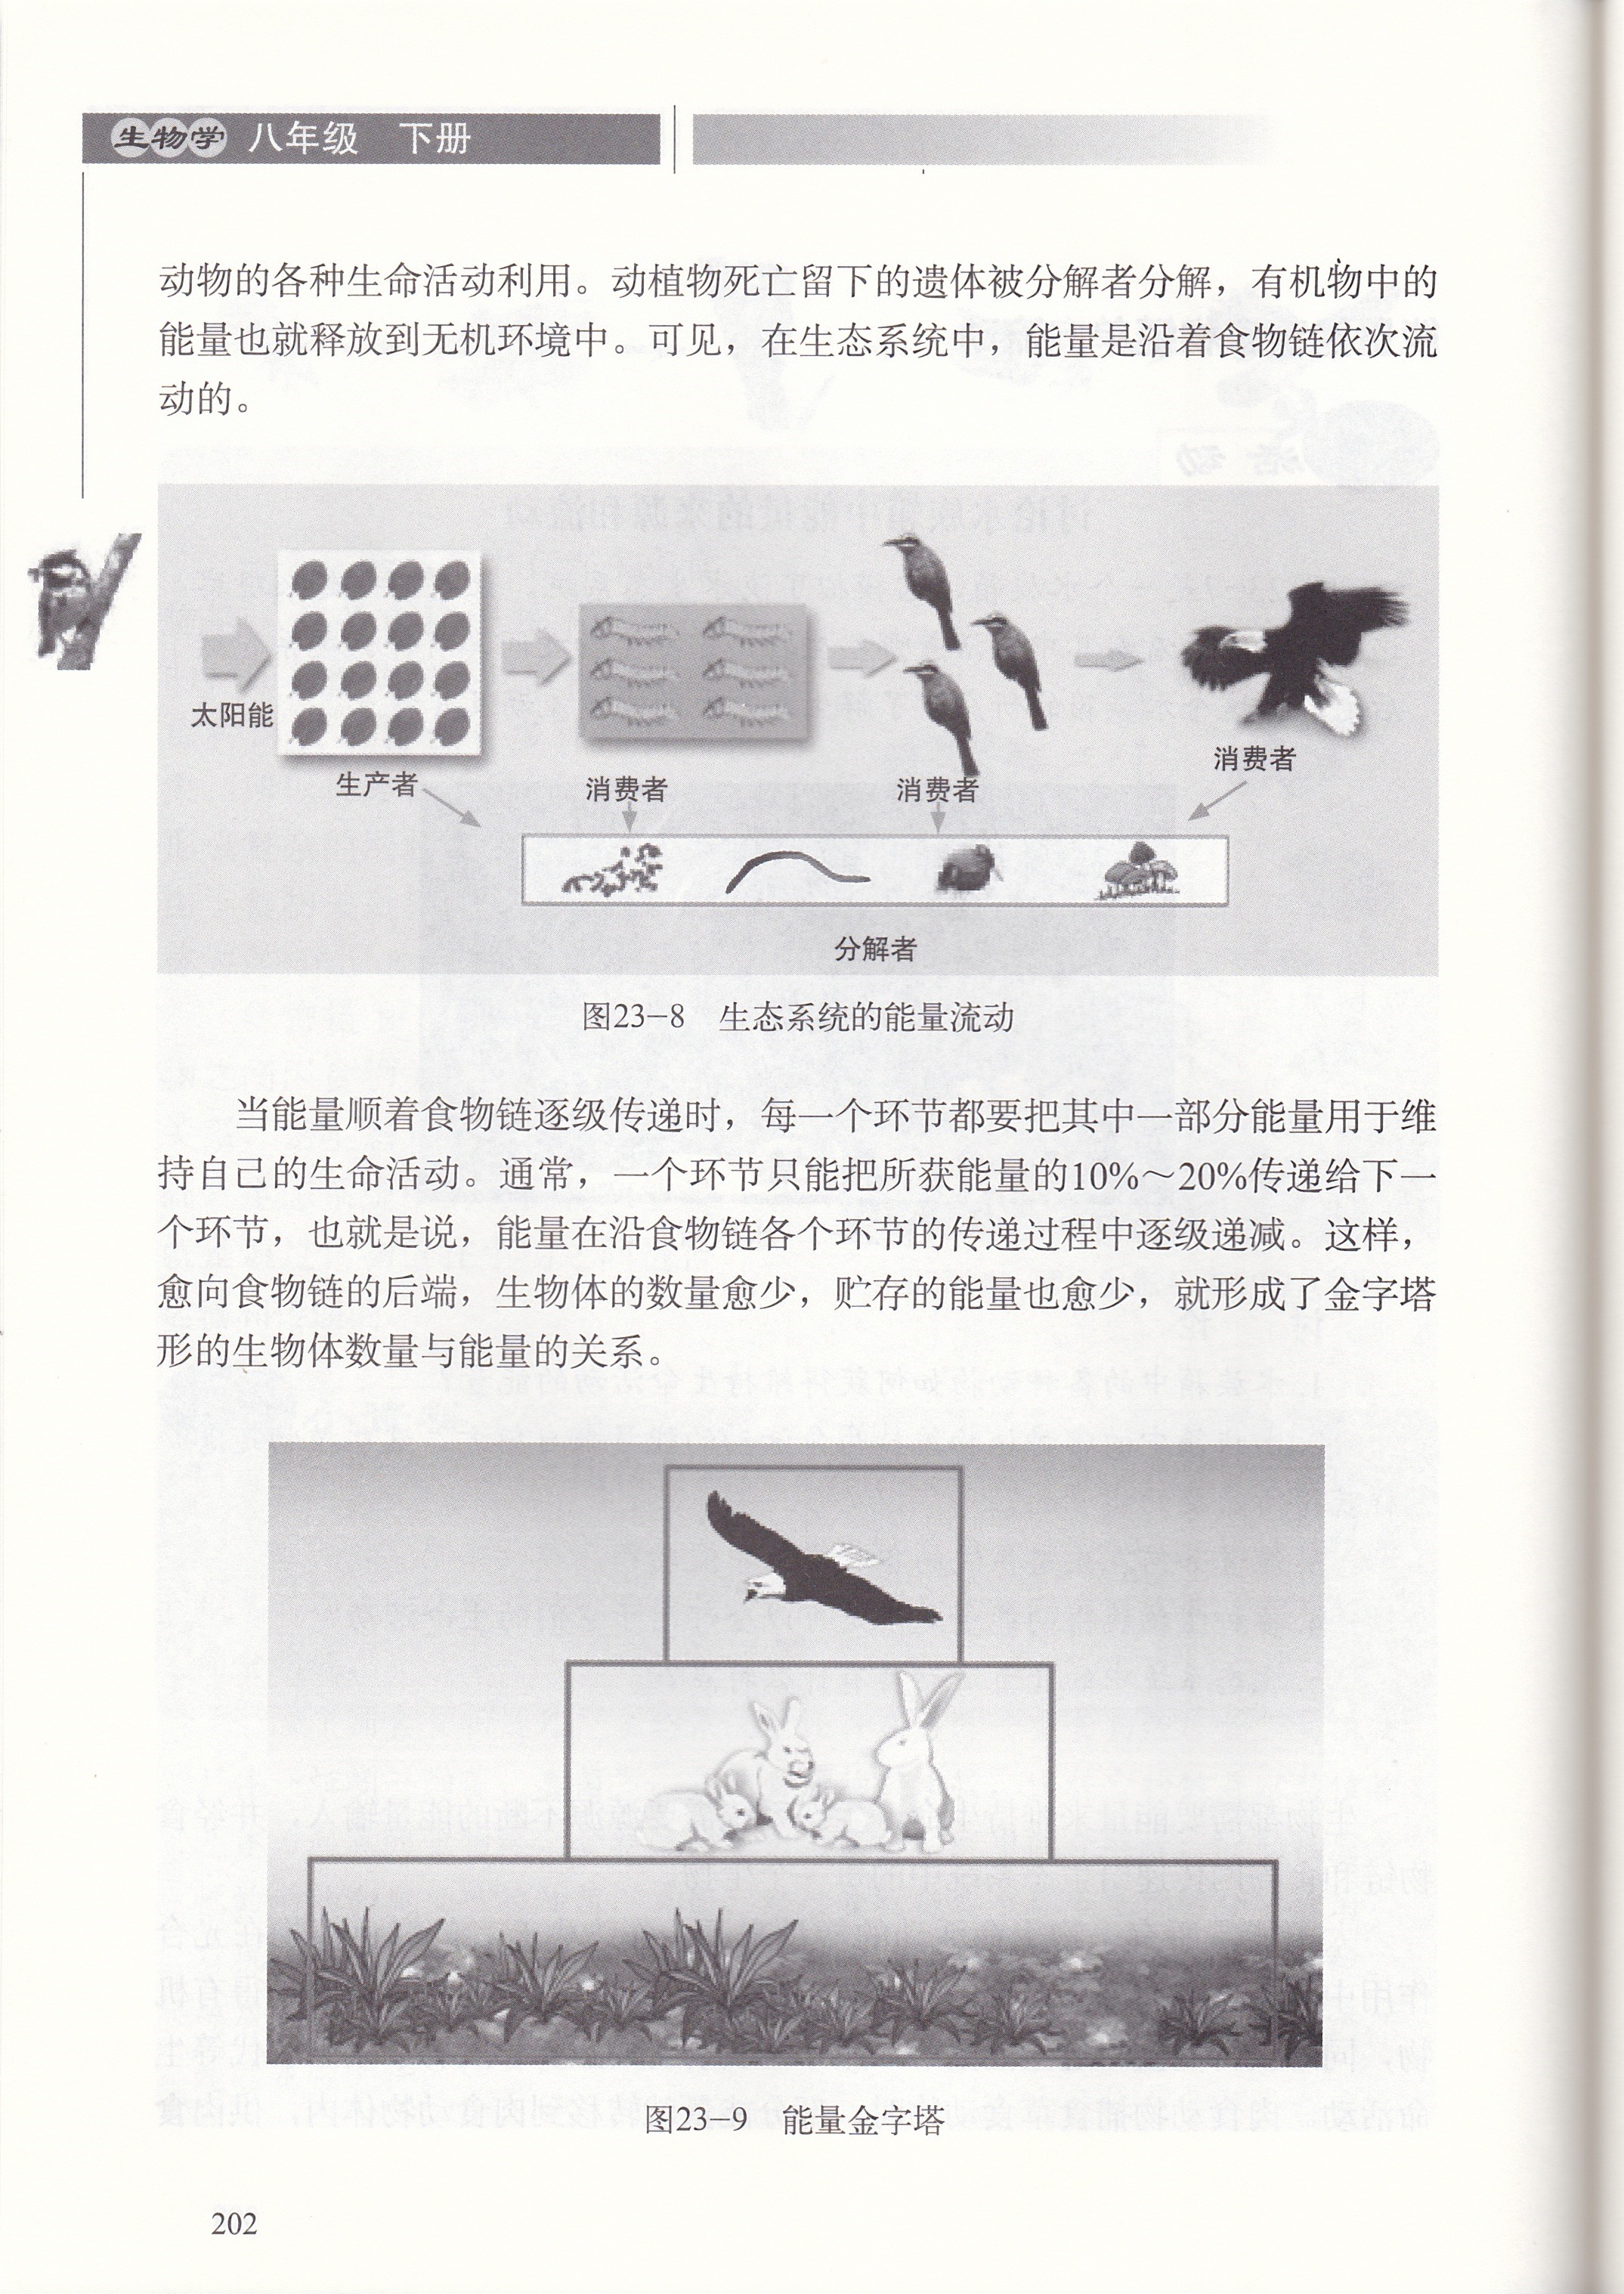 生物学 八年级 下册
动物的各种生命活动利用。动植物死亡留下的遗体被分解者分解，有机物中的
能量也就释放到无机环境中。可见，在生态系统中，能量是沿着食物链依次流
动的。
太阳能
生产者
消费者
消费者
消费者
分解者
图23-8 生态系统的能量流动
当能量顺着食物链逐级传递时，每一个环节都要把其中一部分能量用于维
持自己的生命活动。通常，一个环节只能把所获能量的10%～20%传递给下一
个环节，也就是说，能量在沿食物链各个环节的传递过程中逐级递减。这样，
愈向食物链的后端，生物体的数量愈少，贮存的能量也愈少，就形成了金字塔
形的生物体数量与能量的关系。
图23-9 能量金字塔
202